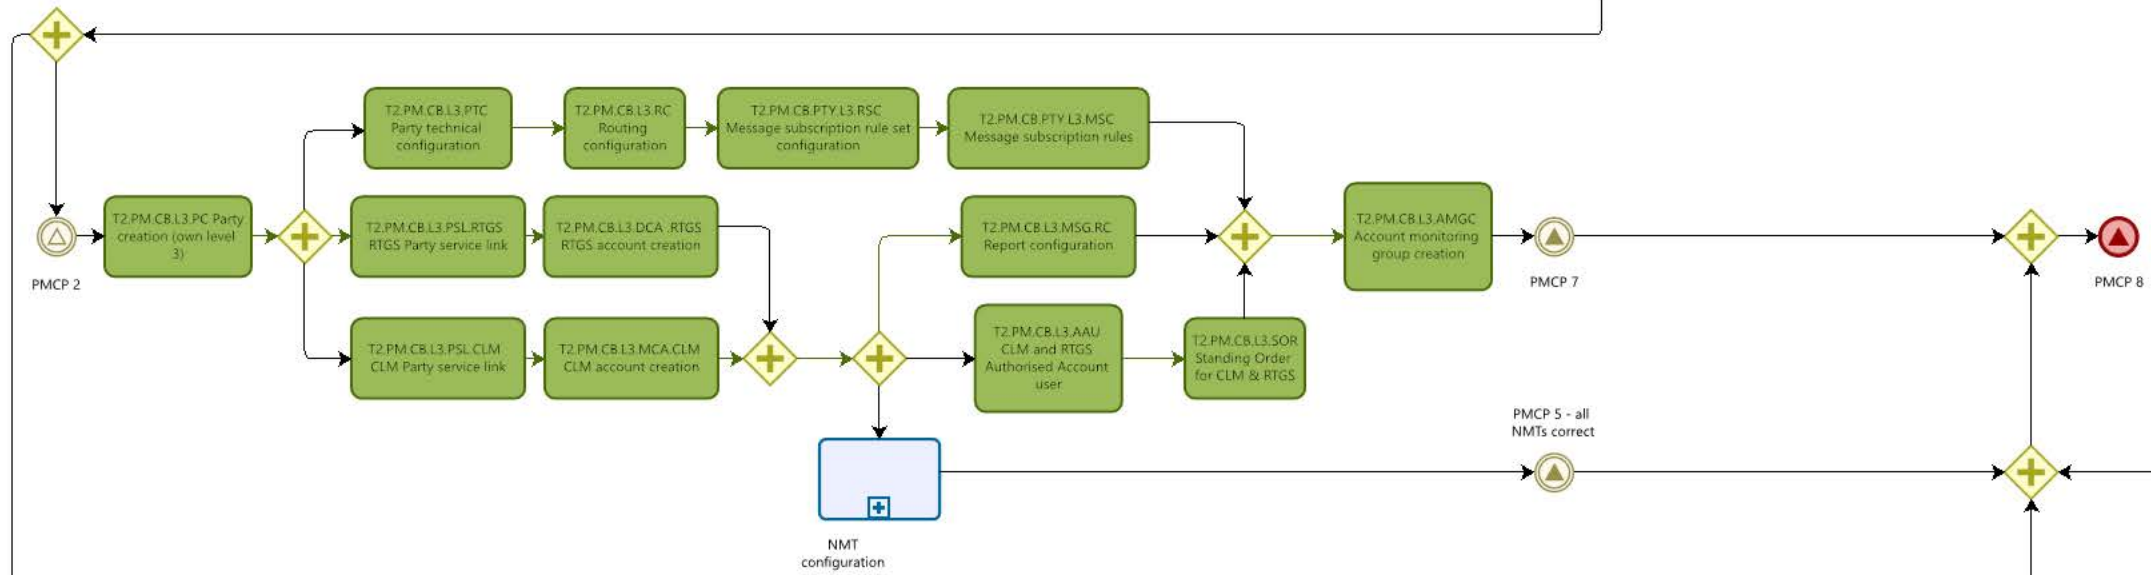 T2.PM.CB.L3.PTC
Party technical
configuration
T2.PM.CB.L3.RC
Routing
configuration
T2.PM.CB.PTY.L3.RSC
Message subscription rule set
configuration
T2.PM.CB.PTY.L3.MSC
Message subscription rules
PMCP 2
T2.PM.CB.L3.PC Party
creation (own level
3)
T2.PM.CB.L3.PSL.RTGS
RTGS Party service link
T2.PM.CB.L3.DCA .RTGS
RTGS account creation
T2.PM.CB.L3.MSG.RC
Report configuration
T2.PM.CB.L3.AMGC
Account monitoring
group creation
PMCP 7
PMCP 8
T2.PM.CB.L3.PSL.CLM
CLM Party service link
T2.PM.CB.L3.MCA.CLM
CLM account creation
T2.PM.CB.L3.AAU
CLM and RTGS
Authorised Account
user
T2.PM.CB.L3.SOR
Standing Order
for CLM & RTGS
PMCP 5 - all
NMTs correct
NMT
configuration